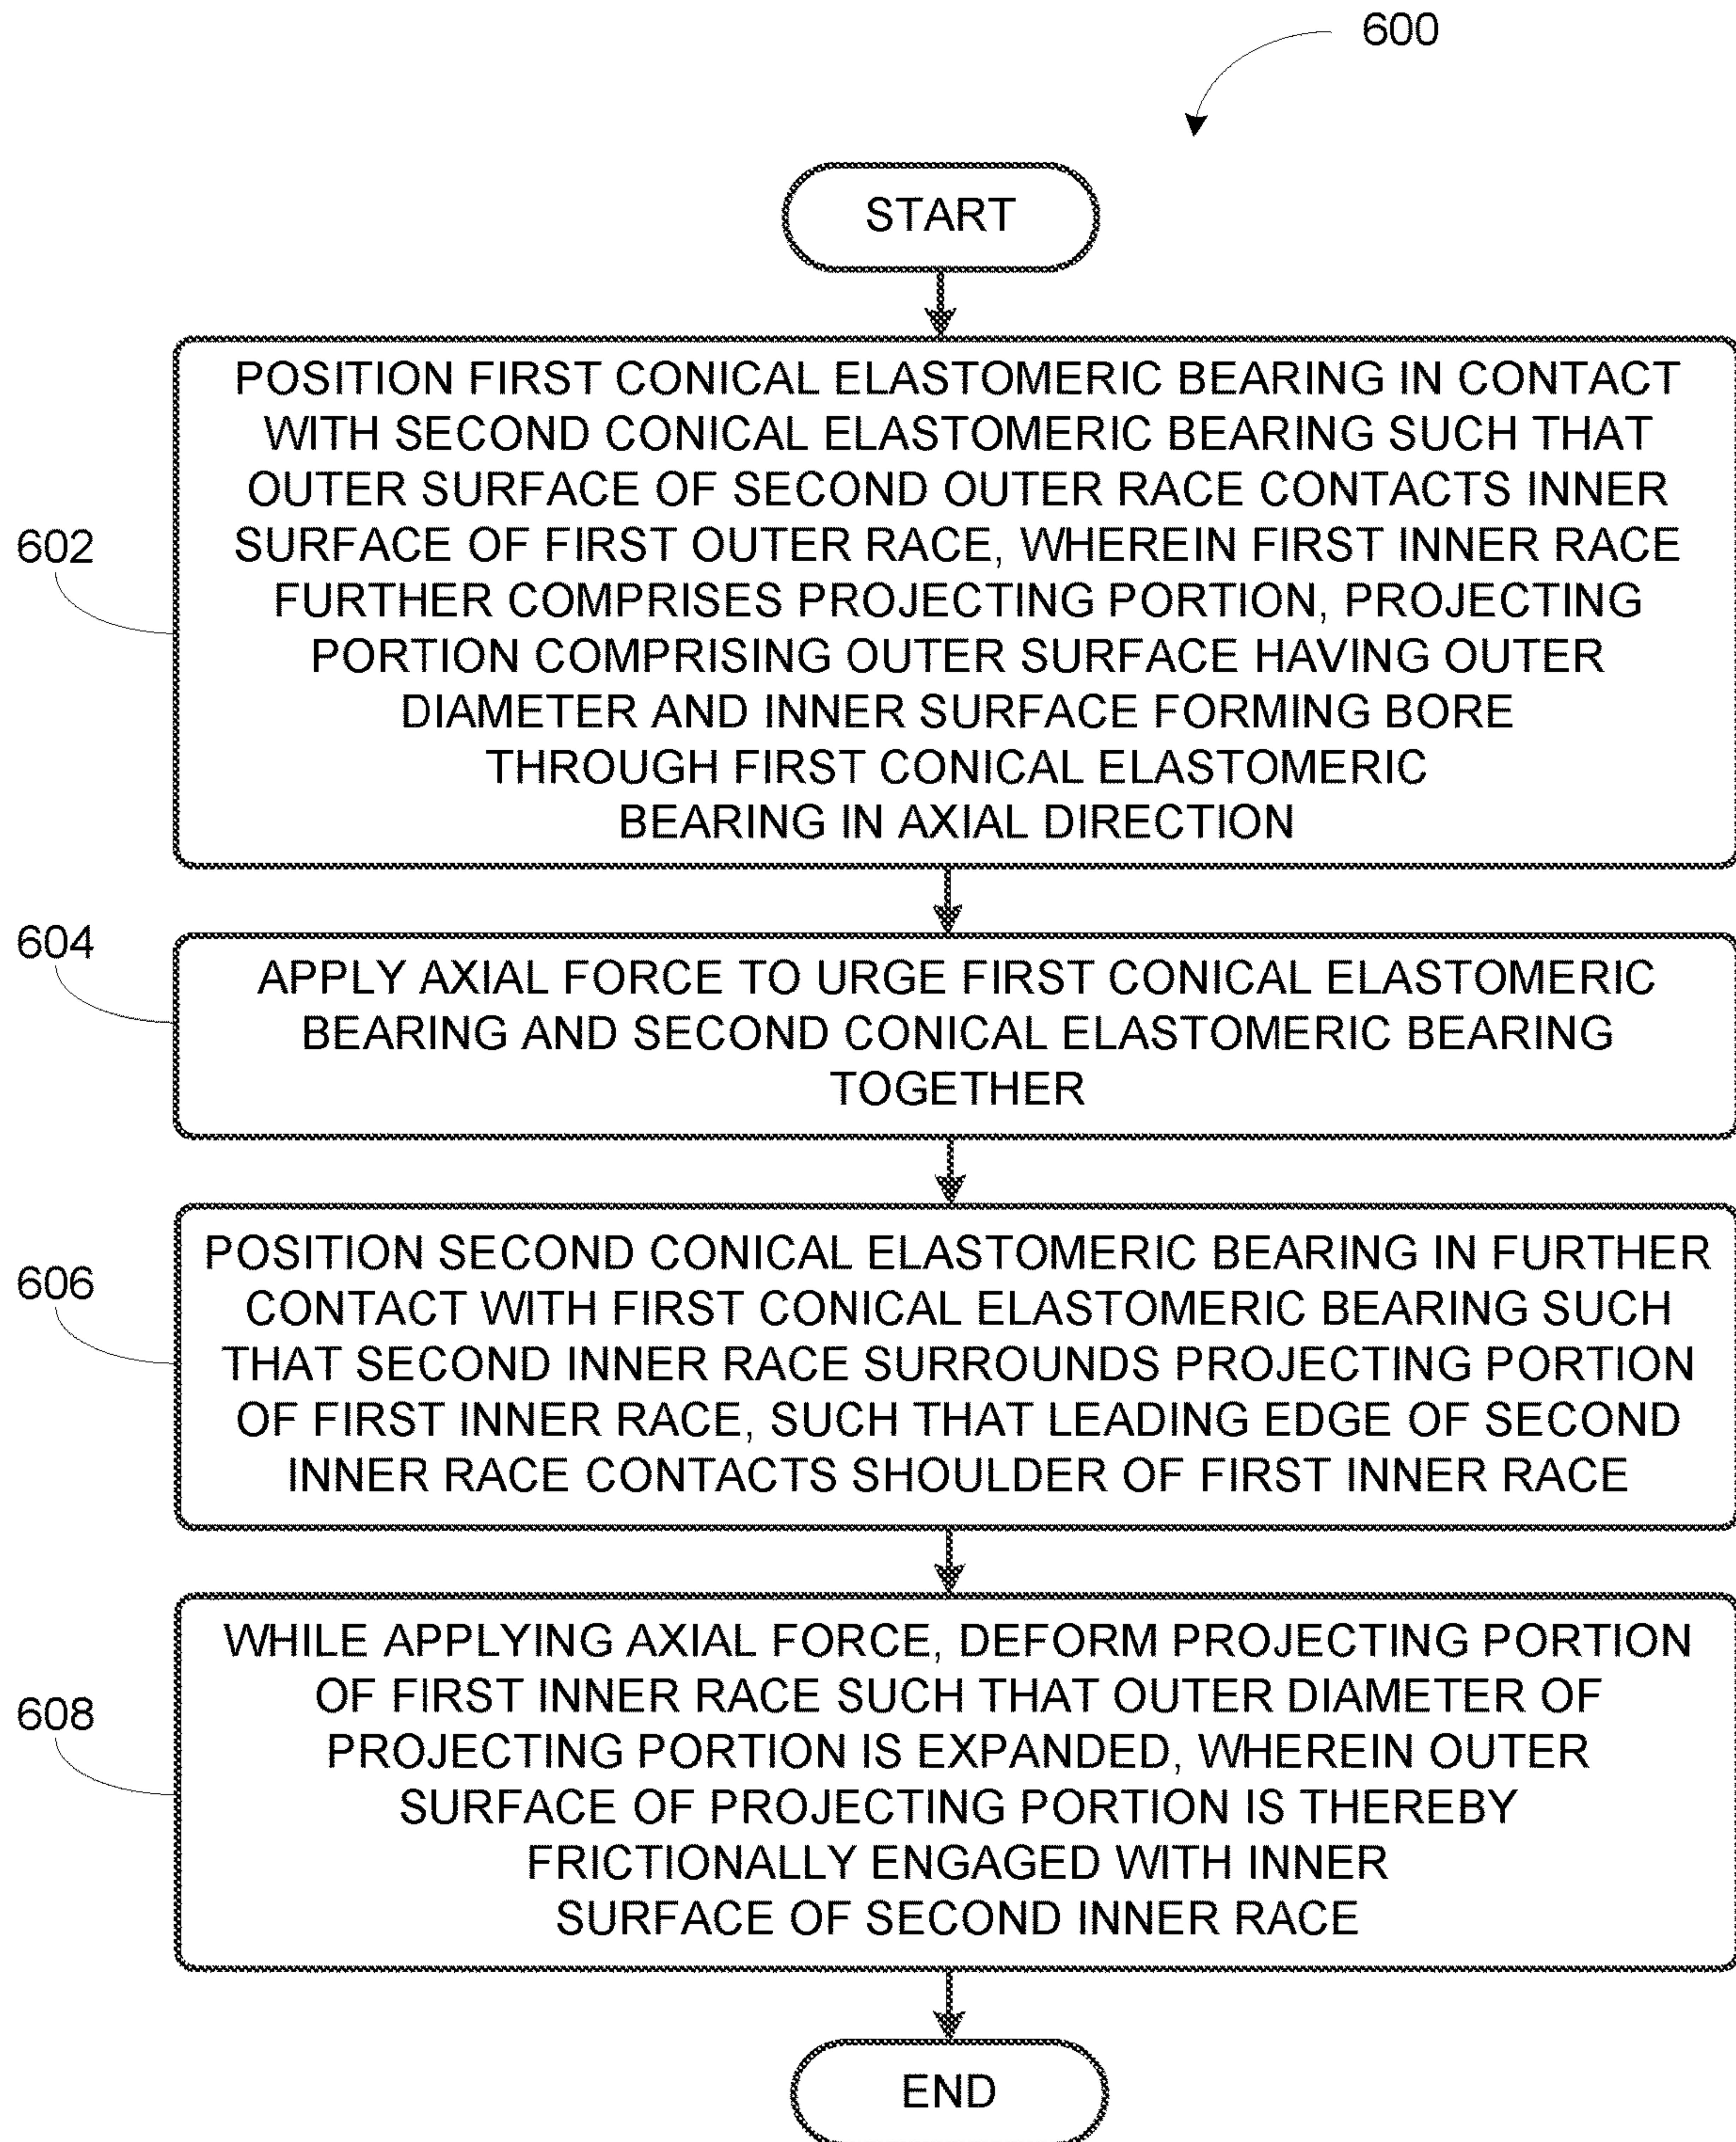 600
START
602
POSITION FIRST CONICAL ELASTOMERIC BEARING IN CONTACT
WITH SECOND CONICAL ELASTOMERIC BEARING SUCH THAT
OUTER SURFACE OF SECOND OUTER RACE CONTACTS INNER
SURFACE OF FIRST OUTER RACE, WHEREIN FIRST INNER RACE
FURTHER COMPRISES PROJECTING PORTION, PROJECTING
PORTION COMPRISING OUTER SURFACE HAVING OUTER
DIAMETER AND INNER SURFACE FORMING BORE
THROUGH FIRST CONICAL ELASTOMERIC
BEARING IN AXIAL DIRECTION
604
APPLY AXIAL FORCE TO URGE FIRST CONICAL ELASTOMERIC
BEARING AND SECOND CONICAL ELASTOMERIC BEARING
TOGETHER
606
POSITION SECOND CONICAL ELASTOMERIC BEARING IN FURTHER
CONTACT WITH FIRST CONICAL ELASTOMERIC BEARING SUCH
THAT SECOND INNER RACE SURROUNDS PROJECTING PORTION
OF FIRST INNER RACE, SUCH THAT LEADING EDGE OF SECOND
INNER RACE CONTACTS SHOULDER OF FIRST INNER RACE
608
WHILE APPLYING AXIAL FORCE, DEFORM PROJECTING PORTION
OF FIRST INNER RACE SUCH THAT OUTER DIAMETER OF
PROJECTING PORTION IS EXPANDED, WHEREIN OUTER
SURFACE OF PROJECTING PORTION IS THEREBY
FRICTIONALLY ENGAGED WITH INNER
SURFACE OF SECOND INNER RACE
END